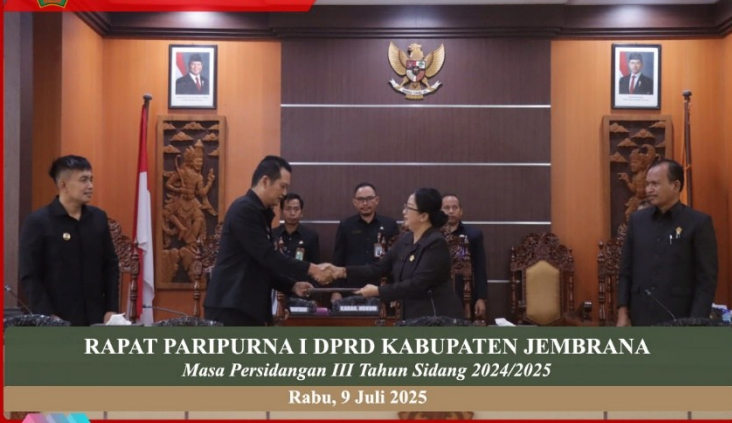 RAPAT PARIPURNA I DPRD KABUPATEN JEMBRANA
Masa Persidangan III Tahun Sidang 2024/2025
Rabu, 9 Juli 2025